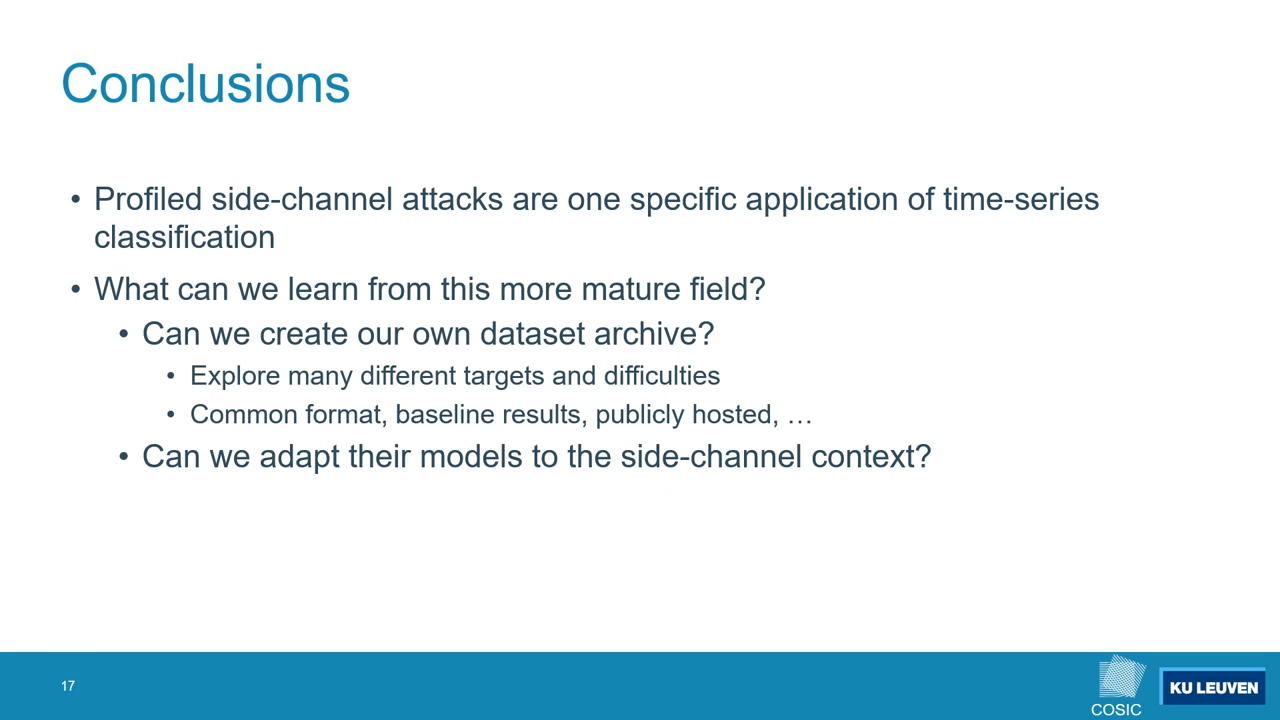 Conclusions
• Profiled side-channel attacks are one specific application of time-series
classification
• What can we learn from this more mature field?
• Can we create our own dataset archive?
• Explore many different targets and difficulties
• Common format, baseline results, publicly hosted, …
• Can we adapt their models to the side-channel context?
17
COSIC
KU LEUVEN